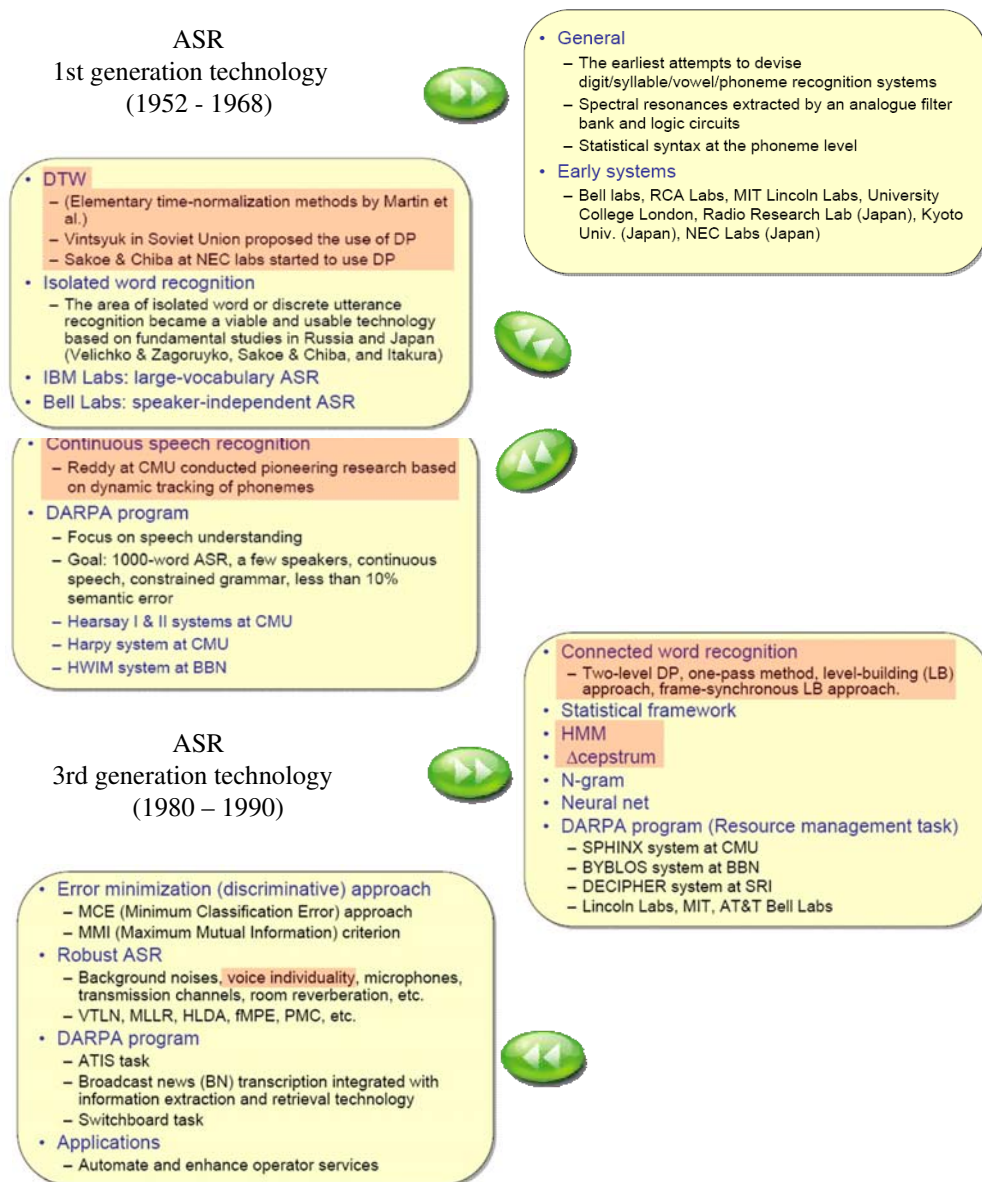 ASR
1st generation technology
(1952 - 1968)
• General
– The earliest attempts to devise
digit/syllable/vowel/phoneme recognition systems
– Spectral resonances extracted by an analogue filter
bank and logic circuits
– Statistical syntax at the phoneme level
• Early systems
– Bell labs, RCA Labs, MIT Lincoln Labs, University
College London, Radio Research Lab (Japan), Kyoto
Univ. (Japan), NEC Labs (Japan)
• DTW
– (Elementary time-normalization methods by Martin et
al.)
– Vintsyuk in Soviet Union proposed the use of DP
– Sakoe & Chiba at NEC labs started to use DP
• Isolated word recognition
– The area of isolated word or discrete utterance
recognition became a viable and usable technology
based on fundamental studies in Russia and Japan
(Velichko & Zagoruyko, Sakoe & Chiba, and Itakura)
• IBM Labs: large-vocabulary ASR
• Bell Labs: speaker-independent ASR
• Continuous speech recognition
– Reddy at CMU conducted pioneering research based
on dynamic tracking of phonemes
• DARPA program
– Focus on speech understanding
– Goal: 1000-word ASR, a few speakers, continuous
speech, constrained grammar, less than 10%
semantic error
– Hearsay I & II systems at CMU
– Harpy system at CMU
– HWIM system at BBN
ASR
3rd generation technology
(1980 – 1990)
• Connected word recognition
– Two-level DP, one-pass method, level-building (LB)
approach, frame-synchronous LB approach.
• Statistical framework
• HMM
• Δcepstrum
• N-gram
• Neural net
• DARPA program (Resource management task)
– SPHINX system at CMU
– BYBLOS system at BBN
– DECIPHER system at SRI
– Lincoln Labs, MIT, AT&T Bell Labs
• Error minimization (discriminative) approach
– MCE (Minimum Classification Error) approach
– MMI (Maximum Mutual Information) criterion
• Robust ASR
– Background noises, voice individuality, microphones,
transmission channels, room reverberation, etc.
– VTLN, MLLR, HLDA, fMPE, PMC, etc.
• DARPA program
– ATIS task
– Broadcast news (BN) transcription integrated with
information extraction and retrieval technology
– Switchboard task
• Applications
– Automate and enhance operator services